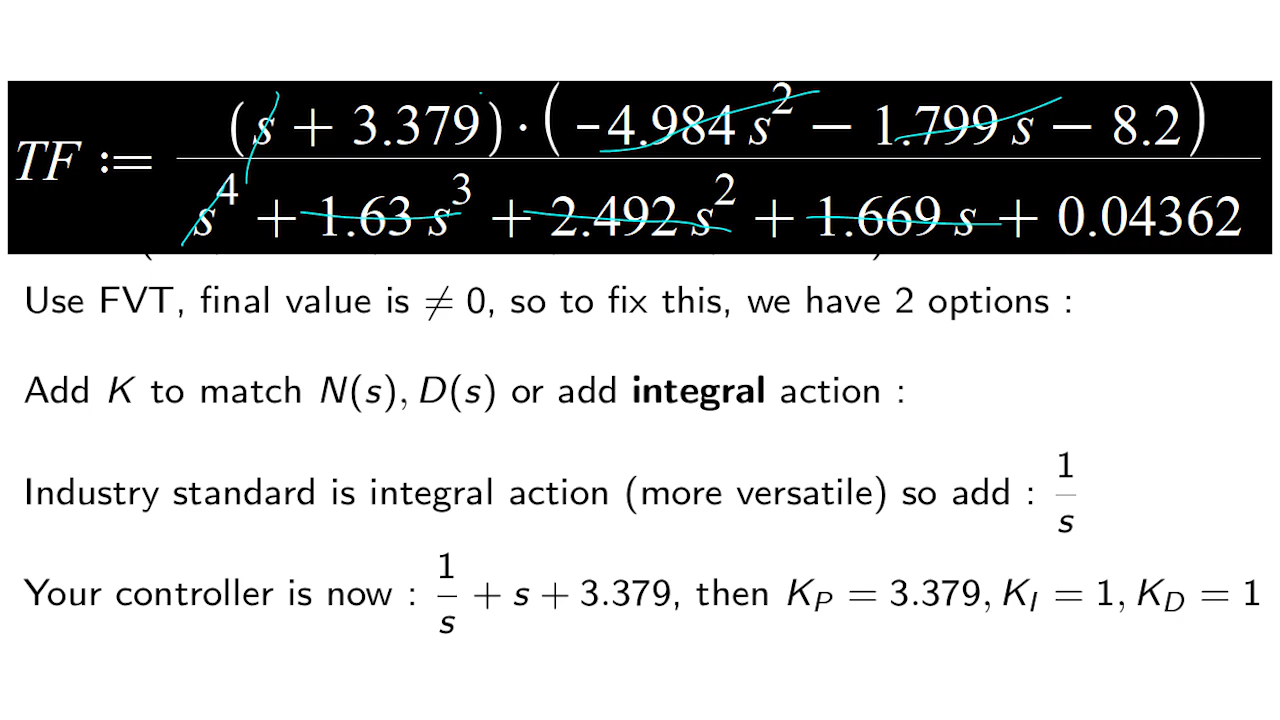 TF := (s + 3.379) · (−4.984 s² − 1.799 s − 8.2) / s⁴ + 1.63 s³ + 2.492 s² + 1.669 s + 0.04362
Use FVT, final value is ≠ 0, so to fix this, we have 2 options :
Add K to match N(s), D(s) or add integral action :
Industry standard is integral action (more versatile) so add : 1/s
Your controller is now : 1/s + s + 3.379, then K_P = 3.379, K_I = 1, K_D = 1